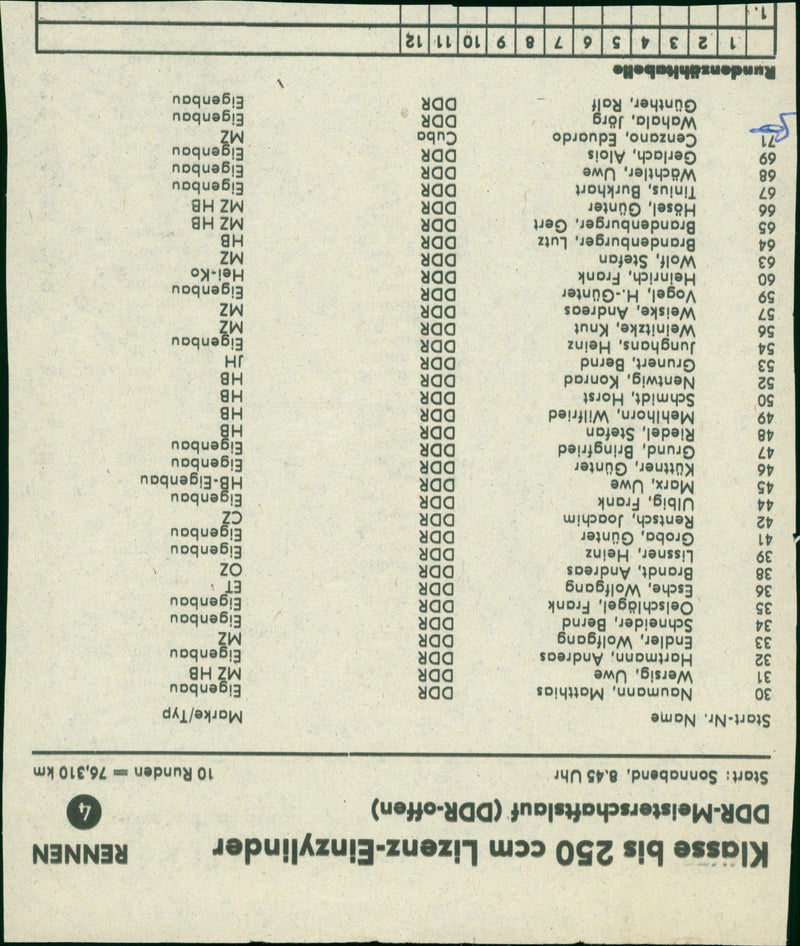 Klasse bis 250 ccm Lizenz-Einzylinder RENNEN
DDR-Meisterschaftslauf (DDR-offen) 4
Start: Sonnabend, 8.45 Uhr 10 Runden = 76,310 km
Start-Nr. Name Marke/Typ
30 Naumann, Matthias DDR Eigenbau
31 Wersig, Uwe DDR MZ HB
32 Hartmann, Andreas DDR Eigenbau
33 Endler, Wolfgang DDR MZ
34 Schneider, Bernd DDR Eigenbau
35 Oelschlägel, Frank DDR Eigenbau
36 Esche, Wolfgang DDR ET
38 Brandt, Andreas DDR OZ
39 Lissner, Heinz DDR Eigenbau
41 Groba, Günter DDR Eigenbau
42 Rentsch, Joachim DDR CZ
44 Ulbig, Frank DDR Eigenbau
45 Marx, Uwe DDR HB-Eigenbau
46 Küttner, Günter DDR Eigenbau
47 Grund, Bringfried DDR Eigenbau
48 Riedel, Stefan DDR HB
49 Mehlhorn, Wilfried DDR HB
50 Schmidt, Horst DDR HB
52 Nentwig, Konrad DDR HB
53 Grunert, Bernd DDR JH
54 Junghans, Heinz DDR Eigenbau
56 Weinitzke, Knut DDR MZ
57 Weiske, Andreas DDR MZ
59 Vogel, H.-Günter DDR Eigenbau
60 Heinrich, Frank DDR Hei-Ko
63 Wolf, Stefan DDR MZ
64 Brandenburger, Lutz DDR HB
65 Brandenburger, Gert DDR MZ HB
66 Hösel, Günter DDR MZ HB
67 Tinius, Burkhart DDR Eigenbau
68 Wächtler, Uwe DDR Eigenbau
69 Gerlach, Alois DDR Eigenbau
71 Cenzano, Eduardo Cuba MZ
Wahala, Jörg DDR Eigenbau
Günther, Ralf DDR Eigenbau
Rundenzähltabelle
1 2 3 4 5 6 7 8 9 10 11 12
1.